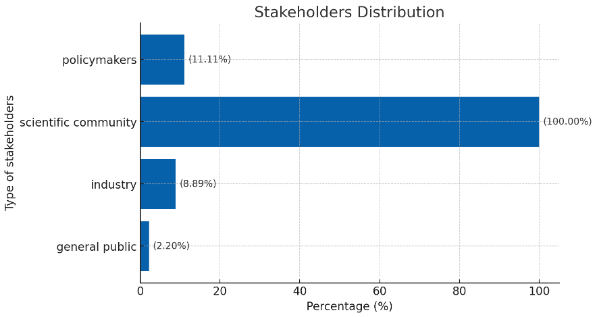 Stakeholders Distribution
policymakers
(11.11%)
scientific community
(100.00%)
industry
(8.89%)
general public
(2.20%)
Type of stakeholders
0 20 40 60 80 100
Percentage (%)